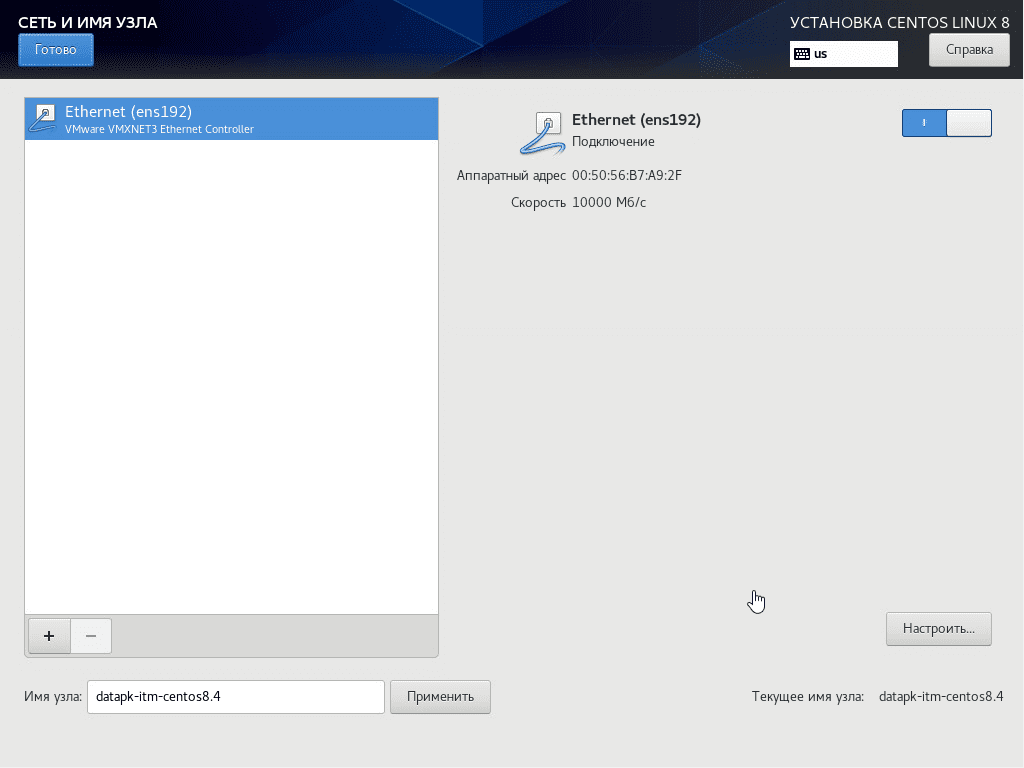 СЕТЬ И ИМЯ УЗЛА
Готово
УСТАНОВКА CENTOS LINUX 8
us
Справка
Ethernet (ens192)
VMware VMXNET3 Ethernet Controller
Ethernet (ens192)
Подключение
Аппаратный адрес 00:50:56:B7:A9:2F
Скорость 10000 Мб/с
+ −
Настроить...
Имя узла: datapk-itm-centos8.4 Применить Текущее имя узла: datapk-itm-centos8.4